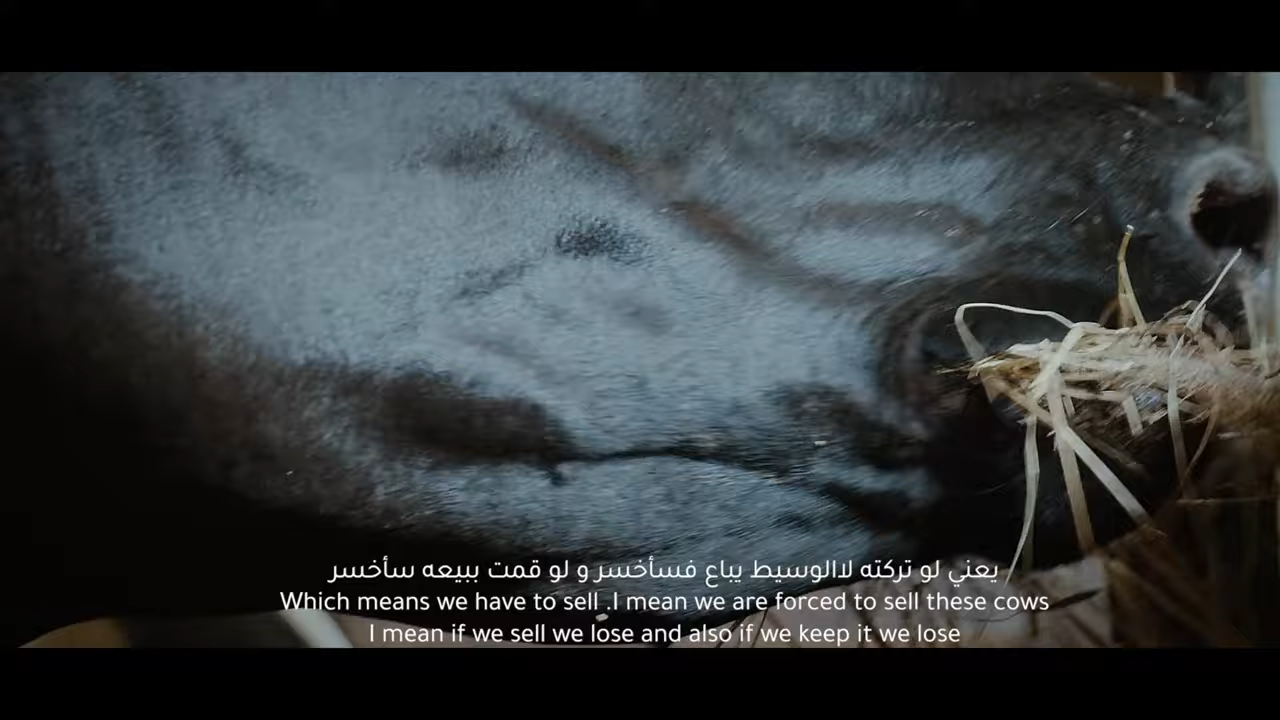 يعني لو تركته لاالوسيط يباع فسأخسر و لو قمت ببيعه سأخسر
Which means we have to sell .I mean we are forced to sell these cows
I mean if we sell we lose and also if we keep it we lose